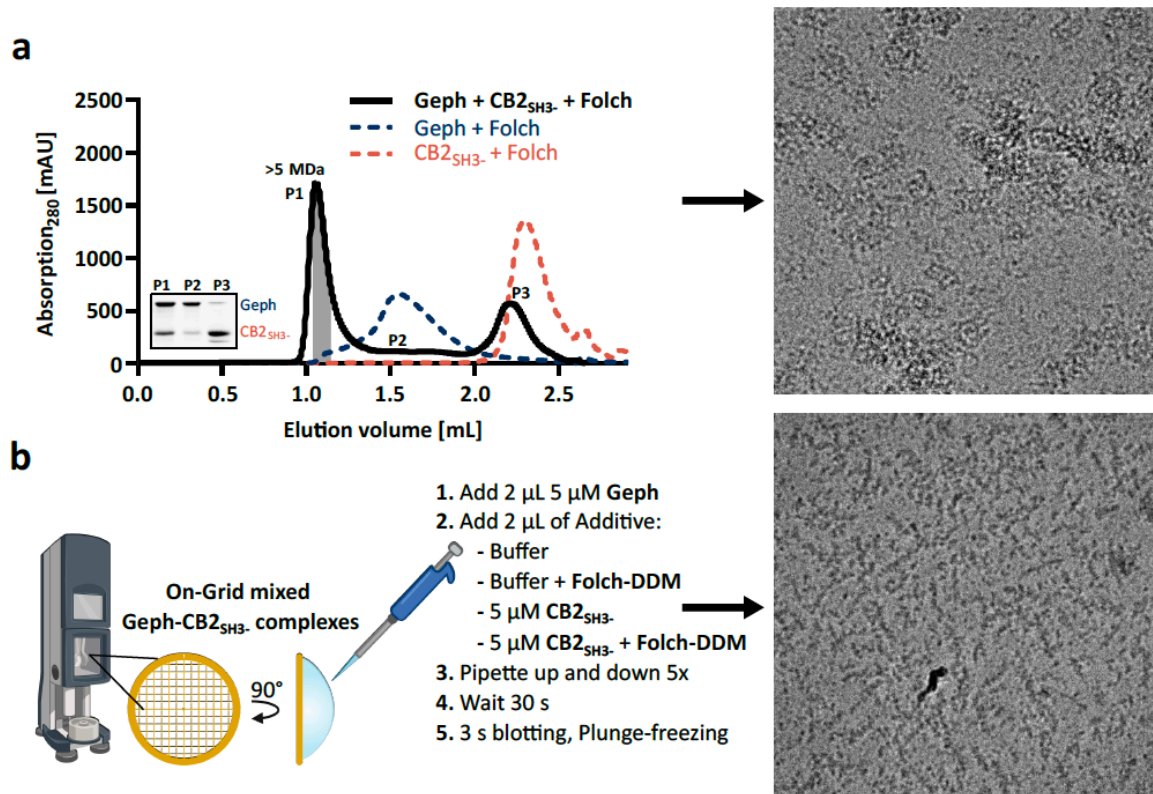 a
Geph + CB2SH3- + Folch
Geph + Folch
CB2SH3- + Folch
2500
2000
1500
1000
500
0
Absorption280 [mAU]
>5 MDa
P1
P2
P3
P1 P2 P3
Geph
CB2SH3-
0.0 0.5 1.0 1.5 2.0 2.5
Elution volume [mL]
b
On-Grid mixed
Geph-CB2SH3- complexes
90°
1. Add 2 µL 5 µM Geph
2. Add 2 µL of Additive:
- Buffer
- Buffer + Folch-DDM
- 5 µM CB2SH3-
- 5 µM CB2SH3- + Folch-DDM
3. Pipette up and down 5x
4. Wait 30 s
5. 3 s blotting, Plunge-freezing